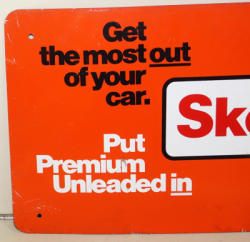 Get
the most out
of your
car.
Sk
Put
Premium
Unleaded in